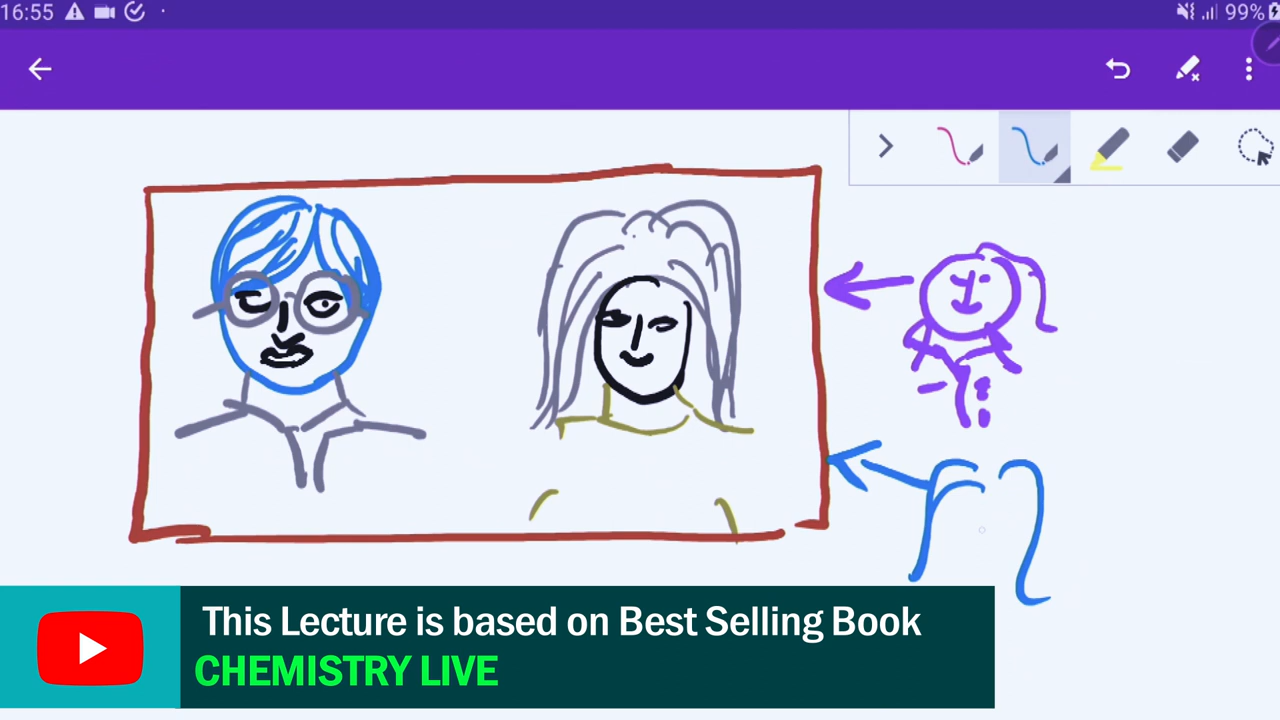 16:55
99%
This Lecture is based on Best Selling Book
CHEMISTRY LIVE